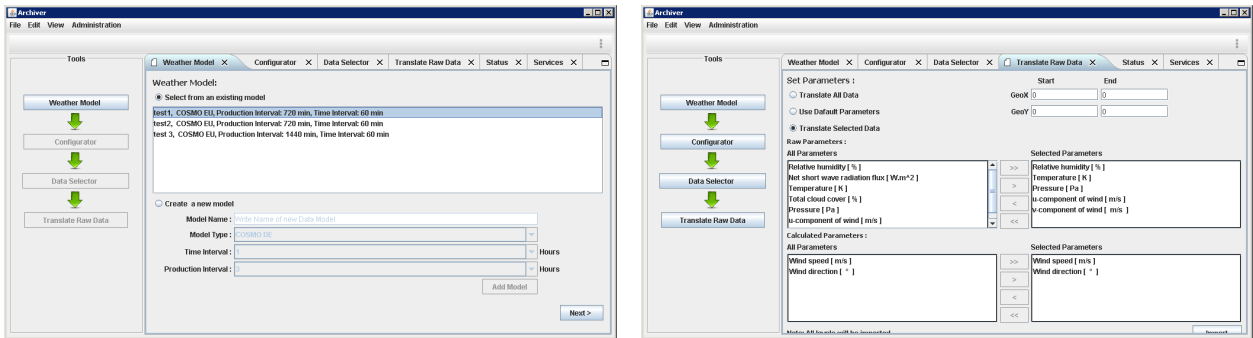 Archiver
File Edit View Administration
Tools
Weather Model
Configurator
Data Selector
Translate Raw Data
Weather Model X Configurator X Data Selector X Translate Raw Data X Status X Services X
Weather Model:
Select from an existing model
test1, COSMO EU, Production Interval: 720 min, Time Interval: 60 min
test2, COSMO EU, Production Interval: 720 min, Time Interval: 60 min
test 3, COSMO EU, Production Interval: 1440 min, Time Interval: 60 min
Create a new model
Model Name : Write Name of new Data Model
Model Type : COSMO DE
Time Interval : 1 Hours
Production Interval : 3 Hours
Add Model
Next >
Archiver
File Edit View Administration
Tools
Weather Model
Configurator
Data Selector
Translate Raw Data
Weather Model X Configurator X Data Selector X Translate Raw Data X Status X Services X
Set Parameters : Start End
Translate All Data GeoX 0 0
Use Dafault Parameters GeoY 0 0
Translate Selected Data
Raw Parameters :
All Parameters Selected Parameters
Relative humidity [ % ] >> Relative humidity [ % ]
Net short wave radiation flux [ W.m^2 ] Temperature [ K ]
Temperature [ K ] > Pressure [ Pa ]
Total cloud cover [ % ] u-component of wind [ m/s ]
Pressure [ Pa ] < v-component of wind [ m/s ]
u-component of wind [ m/s ] <<
Calculated Parameters :
All Parameters Selected Parameters
Wind speed [ m/s ] >> Wind speed [ m/s ]
Wind direction [ ° ] Wind direction [ ° ]
>
<
<<
Note: All levels will be imported Import